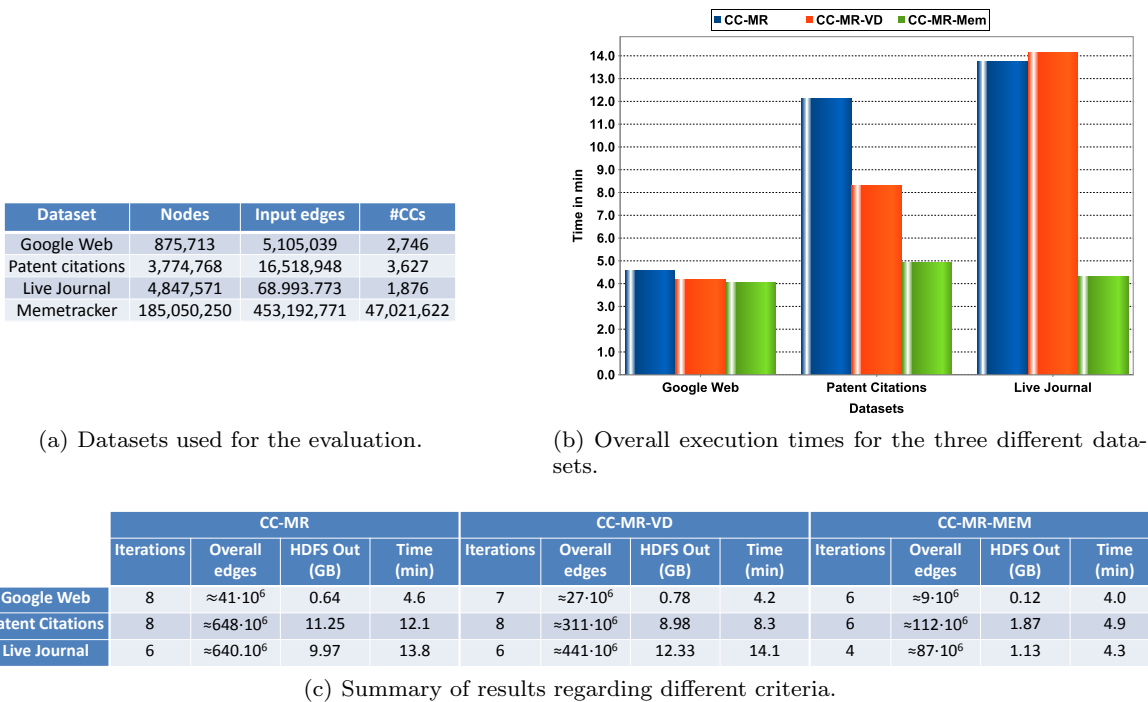 CC-MR CC-MR-VD CC-MR-Mem
14.0
13.0
12.0
11.0
10.0
9.0
8.0
7.0
6.0
5.0
4.0
3.0
2.0
1.0
0.0
Time in min
Google Web Patent Citations Live Journal
Datasets
Dataset Nodes Input edges #CCs
Google Web 875,713 5,105,039 2,746
Patent citations 3,774,768 16,518,948 3,627
Live Journal 4,847,571 68.993.773 1,876
Memetracker 185,050,250 453,192,771 47,021,622
(a) Datasets used for the evaluation.
(b) Overall execution times for the three different data-
sets.
CC-MR CC-MR-VD CC-MR-MEM
Iterations Overall edges HDFS Out (GB) Time (min) Iterations Overall edges HDFS Out (GB) Time (min) Iterations Overall edges HDFS Out (GB) Time (min)
Google Web 8 ≈41·10⁶ 0.64 4.6 7 ≈27·10⁶ 0.78 4.2 6 ≈9·10⁶ 0.12 4.0
atent Citations 8 ≈648·10⁶ 11.25 12.1 8 ≈311·10⁶ 8.98 8.3 6 ≈112·10⁶ 1.87 4.9
Live Journal 6 ≈640.10⁶ 9.97 13.8 6 ≈441·10⁶ 12.33 14.1 4 ≈87·10⁶ 1.13 4.3
(c) Summary of results regarding different criteria.